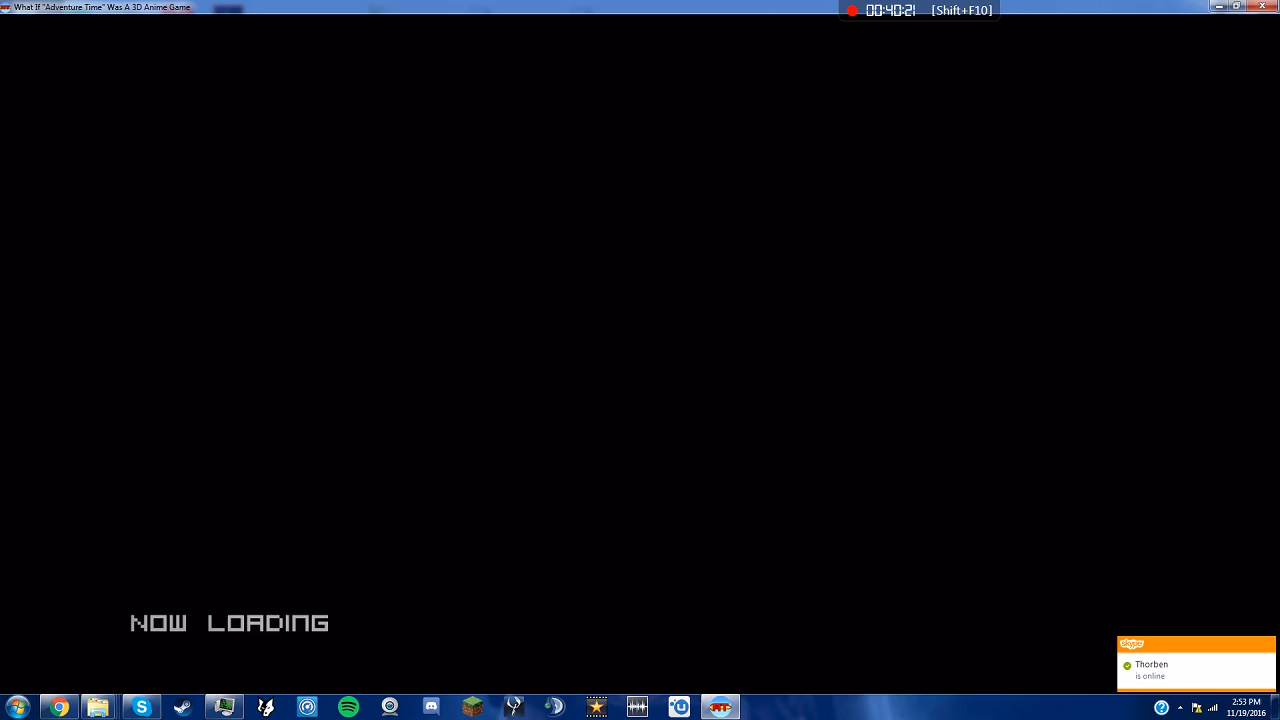 What If "Adventure Time" Was A 3D Anime Game
00:40:21 [Shift+F10]
NOW LOADING
skype
Thorben
is online
2:53 PM
11/19/2016